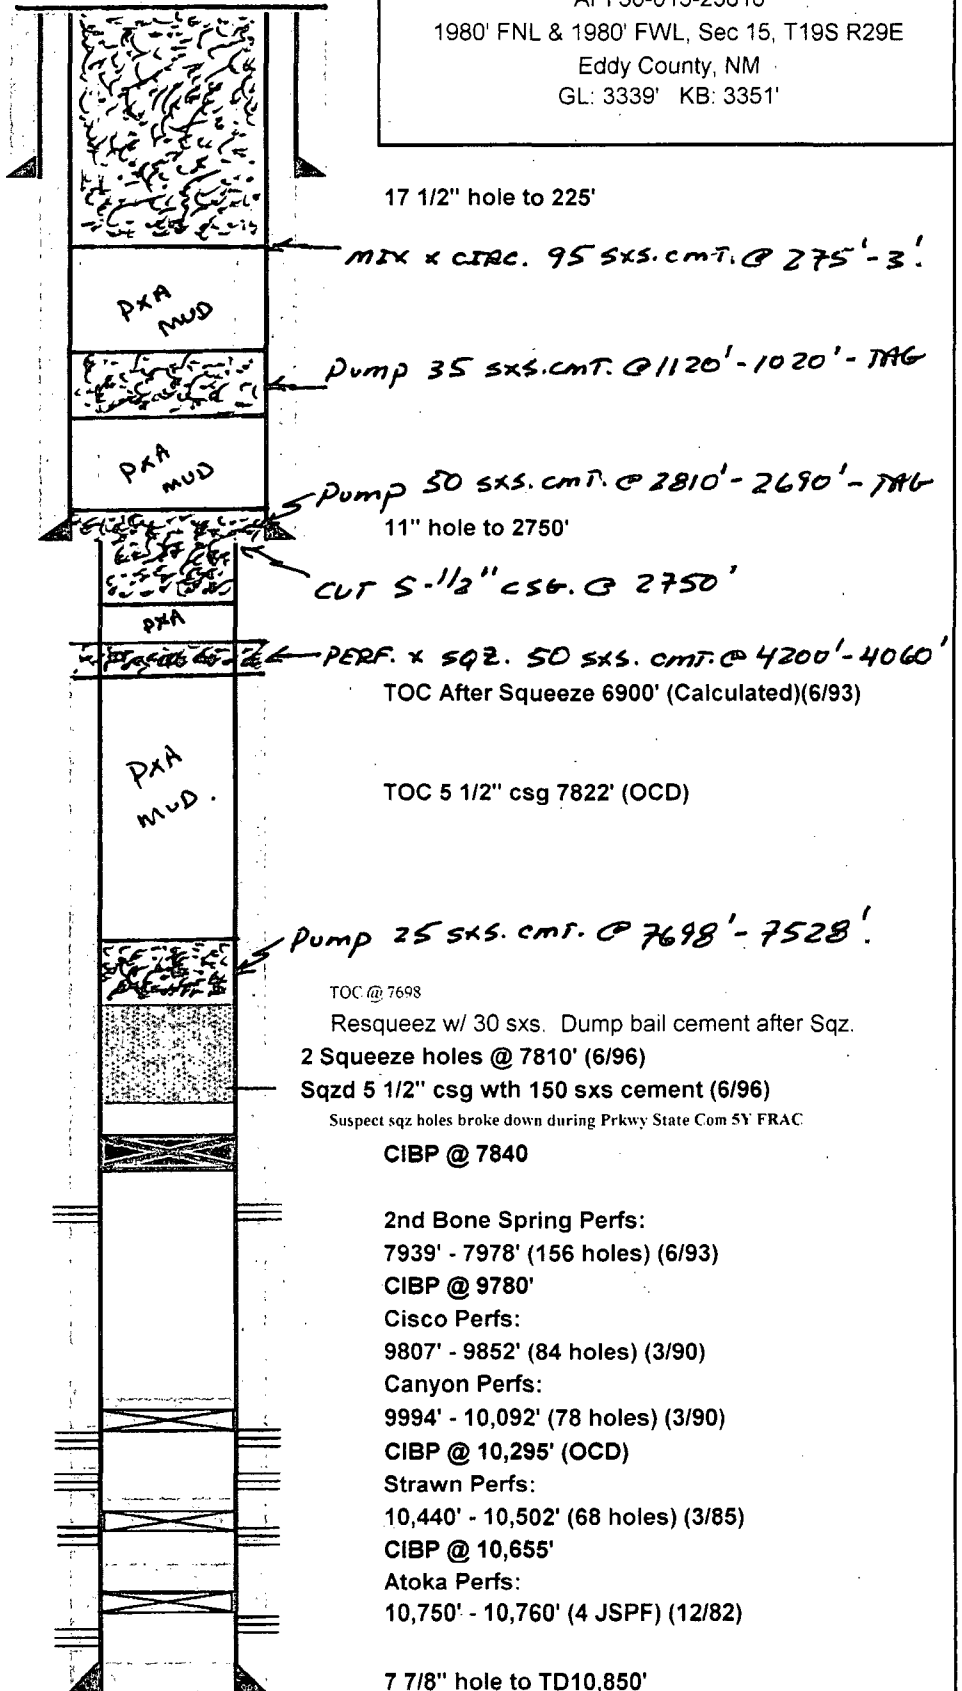 1980' FNL & 1980' FWL, Sec 15, T19S R29E
Eddy County, NM
GL: 3339' KB: 3351'
17 1/2" hole to 225'
MIX x CIRC. 95 SXS. CMT. @ 275'-3'.
PXA MUD
Pump 35 SXS. CMT. @ 1120'-1020'-TAG
PXA MUD
Pump 50 SXS. CMT. @ 2810'-2690'-TAG
11" hole to 2750'
CUT 5-1/2" CSG. @ 2750'
PXA
PERF. x SQZ. 50 SXS. CMT. @ 4200'-4060'
TOC After Squeeze 6900' (Calculated)(6/93)
PXA MUD.
TOC 5 1/2" csg 7822' (OCD)
Pump 25 SXS. CMT. @ 7698'-7528'.
TOC @ 7698
Resqueez w/ 30 sxs. Dump bail cement after Sqz.
2 Squeeze holes @ 7810' (6/96)
Sqzd 5 1/2" csg wth 150 sxs cement (6/96)
Suspect sqz holes broke down during Prkwy State Com 5Y FRAC
CIBP @ 7840
2nd Bone Spring Perfs:
7939' - 7978' (156 holes) (6/93)
CIBP @ 9780'
Cisco Perfs:
9807' - 9852' (84 holes) (3/90)
Canyon Perfs:
9994' - 10,092' (78 holes) (3/90)
CIBP @ 10,295' (OCD)
Strawn Perfs:
10,440' - 10,502' (68 holes) (3/85)
CIBP @ 10,655'
Atoka Perfs:
10,750' - 10,760' (4 JSPF) (12/82)
7 7/8" hole to TD10,850'